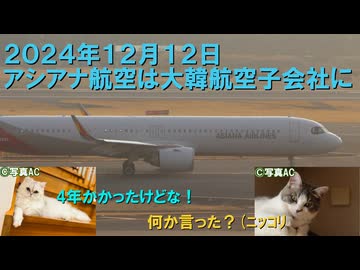 ２０２４年１２月１２日
アシアナ航空は大韓航空子会社に
ASIANA AIRLINES
©写真AC
©写真AC
4年かかったけどな！
何か言った？(ニッコリ